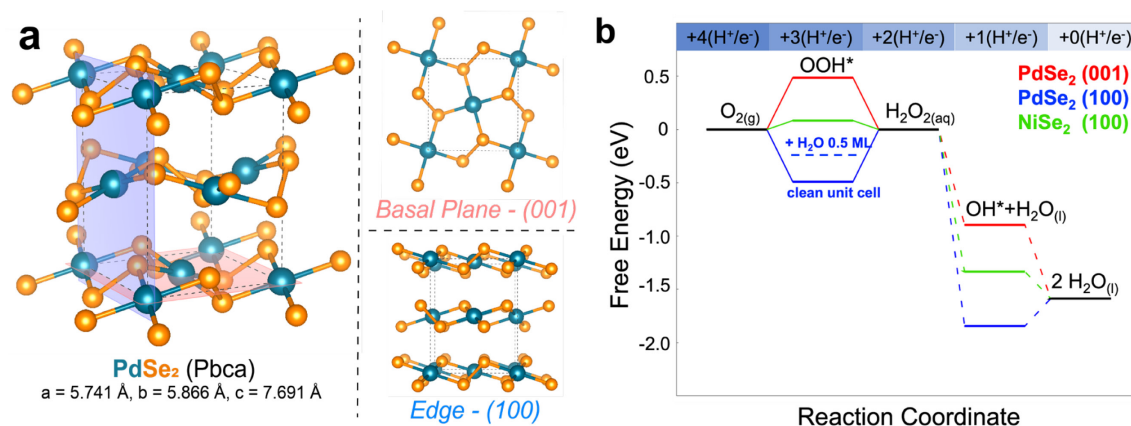 a
PdSe₂ (Pbca)
a = 5.741 Å, b = 5.866 Å, c = 7.691 Å
Basal Plane - (001)
Edge - (100)
b
+4(H⁺/e⁻) +3(H⁺/e⁻) +2(H⁺/e⁻) +1(H⁺/e⁻) +0(H⁺/e⁻)
PdSe₂ (001)
PdSe₂ (100)
NiSe₂ (100)
OOH*
O₂₍g₎
H₂O₂₍aq₎
+ H₂O 0.5 ML
clean unit cell
OH*+H₂O₍l₎
2 H₂O₍l₎
0.5
0
-0.5
-1.0
-1.5
-2.0
Free Energy (eV)
Reaction Coordinate